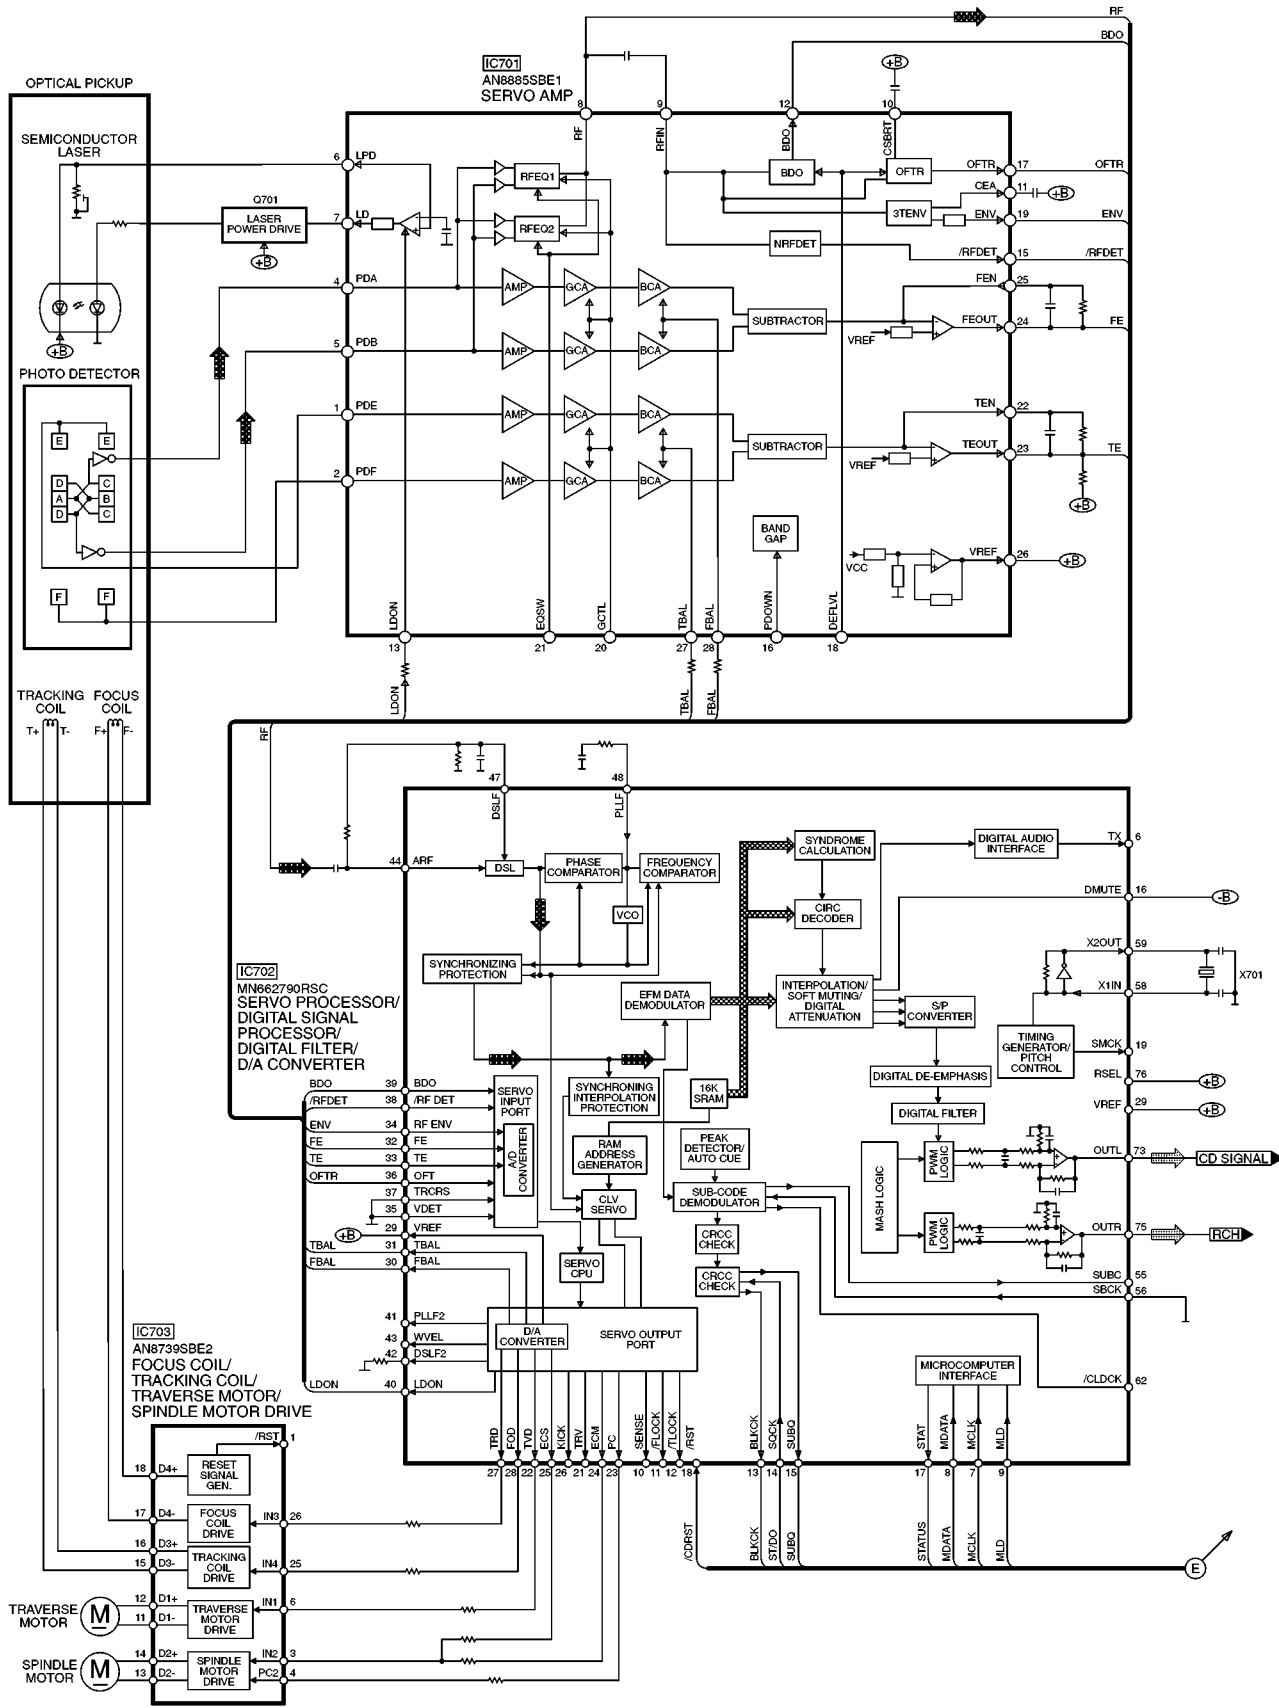 RF
BDO
IC701
AN8885SBE1
SERVO AMP
+B
OPTICAL PICKUP
8
9
12
10
SEMICONDUCTOR
LASER
RF
RFIN
BDO
CSBRT
6
LPD
RFEQ1
BDO
OFTR
OFTR
17
OFTR
CEA
11
+B
Q701
LASER
POWER DRIVE
7
LD
RFEQ2
3TENV
ENV
19
ENV
+B
NRFDET
/RFDET
15
/RFDET
4
PDA
AMP
GCA
BCA
FEN
25
SUBTRACTOR
VREF
FEOUT
24
FE
+B
5
PDB
AMP
GCA
BCA
PHOTO DETECTOR
1
PDE
AMP
GCA
BCA
TEN
22
E
E
SUBTRACTOR
VREF
TEOUT
23
TE
2
PDF
AMP
GCA
BCA
D
C
A
B
D
C
+B
BAND
GAP
VCC
VREF
26
+B
F
F
LDON
EQSW
GCTL
TBAL
FBAL
PDOWN
DEFLVL
13
21
20
27
28
16
18
LDON
TBAL
FBAL
TRACKING
COIL
FOCUS
COIL
T+
T-
F+
F-
RF
47
48
DSLF
PLLF
44
ARF
DSL
PHASE
COMPARATOR
FREQUENCY
COMPARATOR
SYNDROME
CALCULATION
DIGITAL AUDIO
INTERFACE
TX
6
VCO
CIRC
DECODER
DMUTE
16
-B
X2OUT
59
SYNCHRONIZING
PROTECTION
X701
IC702
MN662790RSC
SERVO PROCESSOR/
DIGITAL SIGNAL
PROCESSOR/
DIGITAL FILTER/
D/A CONVERTER
EFM DATA
DEMODULATOR
INTERPOLATION/
SOFT MUTING/
DIGITAL
ATTENUATION
S/P
CONVERTER
X1IN
58
TIMING
GENERATOR/
PITCH
CONTROL
SMCK
19
RSEL
76
+B
VREF
29
+B
DIGITAL DE-EMPHASIS
DIGITAL FILTER
BDO
39
BDO
/RFDET
38
/RF DET
ENV
34
RF ENV
FE
32
FE
TE
33
TE
OFTR
36
OFT
37
TRCRS
35
VDET
+B
29
VREF
TBAL
31
TBAL
FBAL
30
FBAL
SERVO
INPUT
PORT
A/D
CONVERTER
SYNCHRONING
INTERPOLATION
PROTECTION
16K
SRAM
RAM
ADDRESS
GENERATOR
PEAK
DETECTOR/
AUTO CUE
CLV
SERVO
SUB-CODE
DEMODULATOR
CRCC
CHECK
CRCC
CHECK
SERVO
CPU
MASH LOGIC
PWM
LOGIC
OUTL
73
CD SIGNAL
PWM
LOGIC
OUTR
75
RCH
SUBC
55
SBCK
56
41
PLLF2
43
WVEL
42
DSLF2
LDON
40
LDON
D/A
CONVERTER
SERVO OUTPUT
PORT
MICROCOMPUTER
INTERFACE
/CLDCK
62
IC703
AN8739SBE2
FOCUS COIL/
TRACKING COIL/
TRAVERSE MOTOR/
SPINDLE MOTOR DRIVE
TRD
FOD
TVD
ECS
KICK
TRV
ECM
PC
SENSE
/FLOCK
/TLOCK
/RST
BLKCK
SQCK
SUBQ
STAT
MDATA
MCLK
MLD
27
28
22
25
26
21
24
23
10
11
12
18
13
14
15
17
8
7
9
/CDRST
BLKCK
ST/DO
SUBQ
STATUS
MDATA
MCLK
MLD
E
/RST
1
18
D4+
RESET
SIGNAL
GEN.
17
D4-
FOCUS
COIL
DRIVE
IN3
26
16
D3+
15
D3-
TRACKING
COIL
DRIVE
IN4
25
TRAVERSE
MOTOR
M
12
D1+
11
D1-
TRAVERSE
MOTOR
DRIVE
IN1
6
SPINDLE
MOTOR
M
14
D2+
13
D2-
SPINDLE
MOTOR
DRIVE
IN2
3
PC2
4